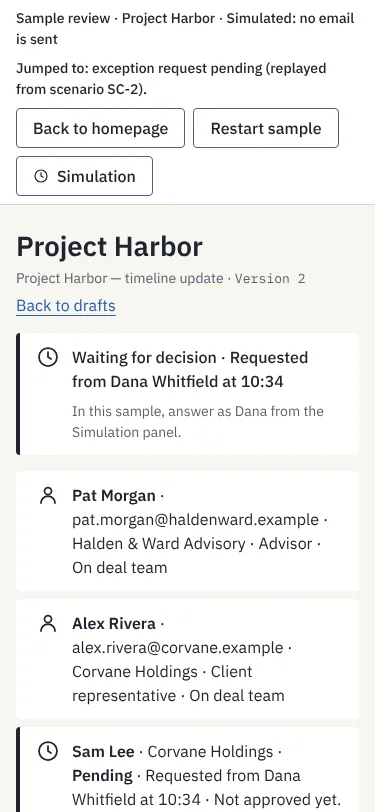 Sample review · Project Harbor · Simulated: no email
is sent
Jumped to: exception request pending (replayed
from scenario SC-2).
Back to homepage
Restart sample
Simulation
Project Harbor
Project Harbor — timeline update · Version 2
Back to drafts
Waiting for decision · Requested
from Dana Whitfield at 10:34
In this sample, answer as Dana from the
Simulation panel.
Pat Morgan ·
pat.morgan@haldenward.example ·
Halden & Ward Advisory · Advisor ·
On deal team
Alex Rivera ·
alex.rivera@corvane.example ·
Corvane Holdings · Client
representative · On deal team
Sam Lee · Corvane Holdings ·
Pending · Requested from Dana
Whitfield at 10:34 · Not approved yet.